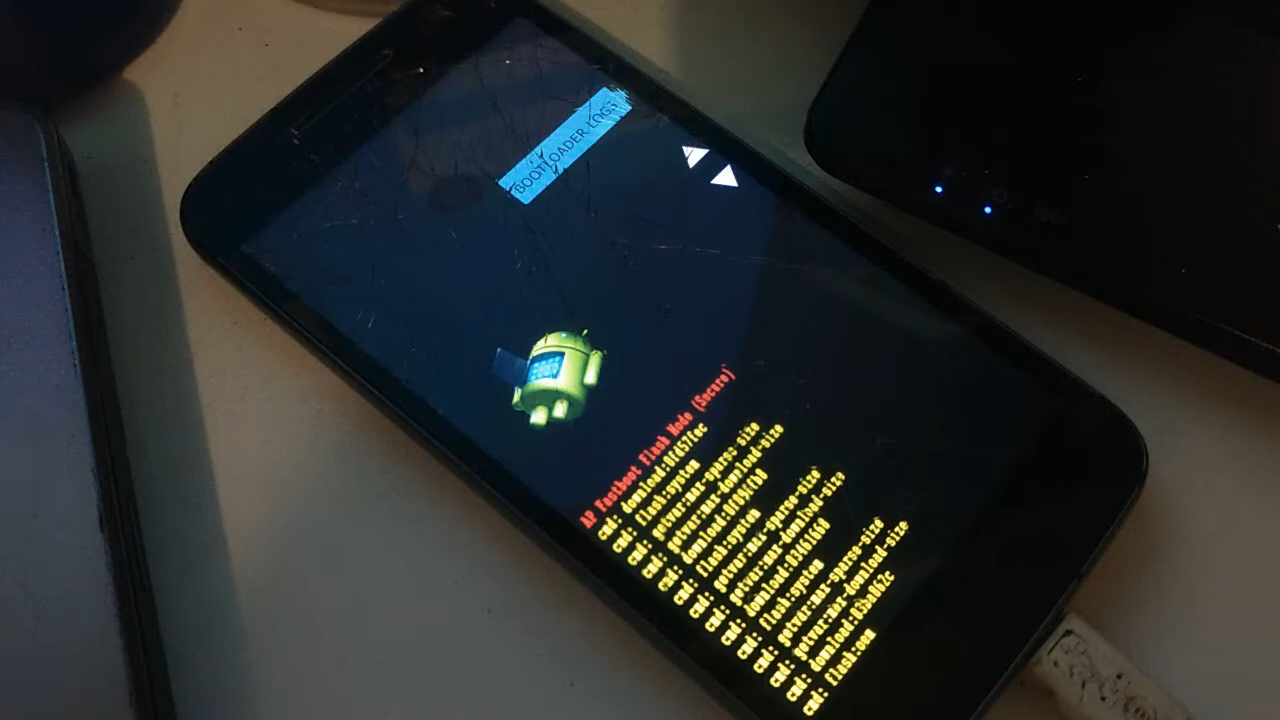 BOOTLOADER LOGS
AP Fastboot Flash Mode (Secure)
cmd: download:0fd57fec
cmd: flash:system
cmd: getvar:max-sparse-size
cmd: getvar:max-download-size
cmd:
cmd: flash:system
cmd: getvar:max-sparse-size
cmd: getvar:max-download-size
cmd: download:03461660
cmd: flash:system
cmd: getvar:max-sparse-size
cmd: getvar:max-download-size
cmd:
cmd: flash:oem